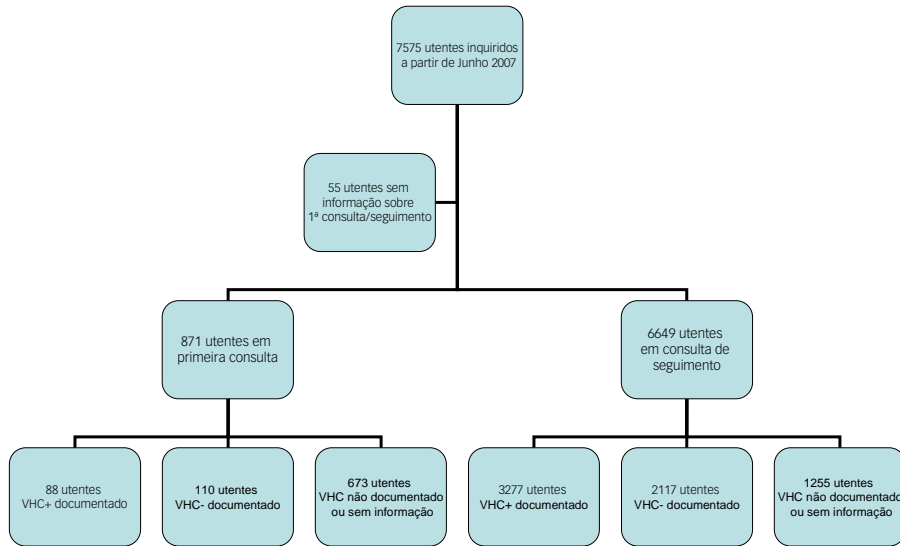 7575 utentes inquiridos
a partir de Junho 2007
55 utentes sem
informação sobre
1ª consulta/seguimento
871 utentes em
primeira consulta
6649 utentes
em consulta de
seguimento
88 utentes
VHC+ documentado
110 utentes
VHC- documentado
673 utentes
VHC não documentado
ou sem informação
3277 utentes
VHC+ documentado
2117 utentes
VHC- documentado
1255 utentes
VHC não documentado
ou sem informação